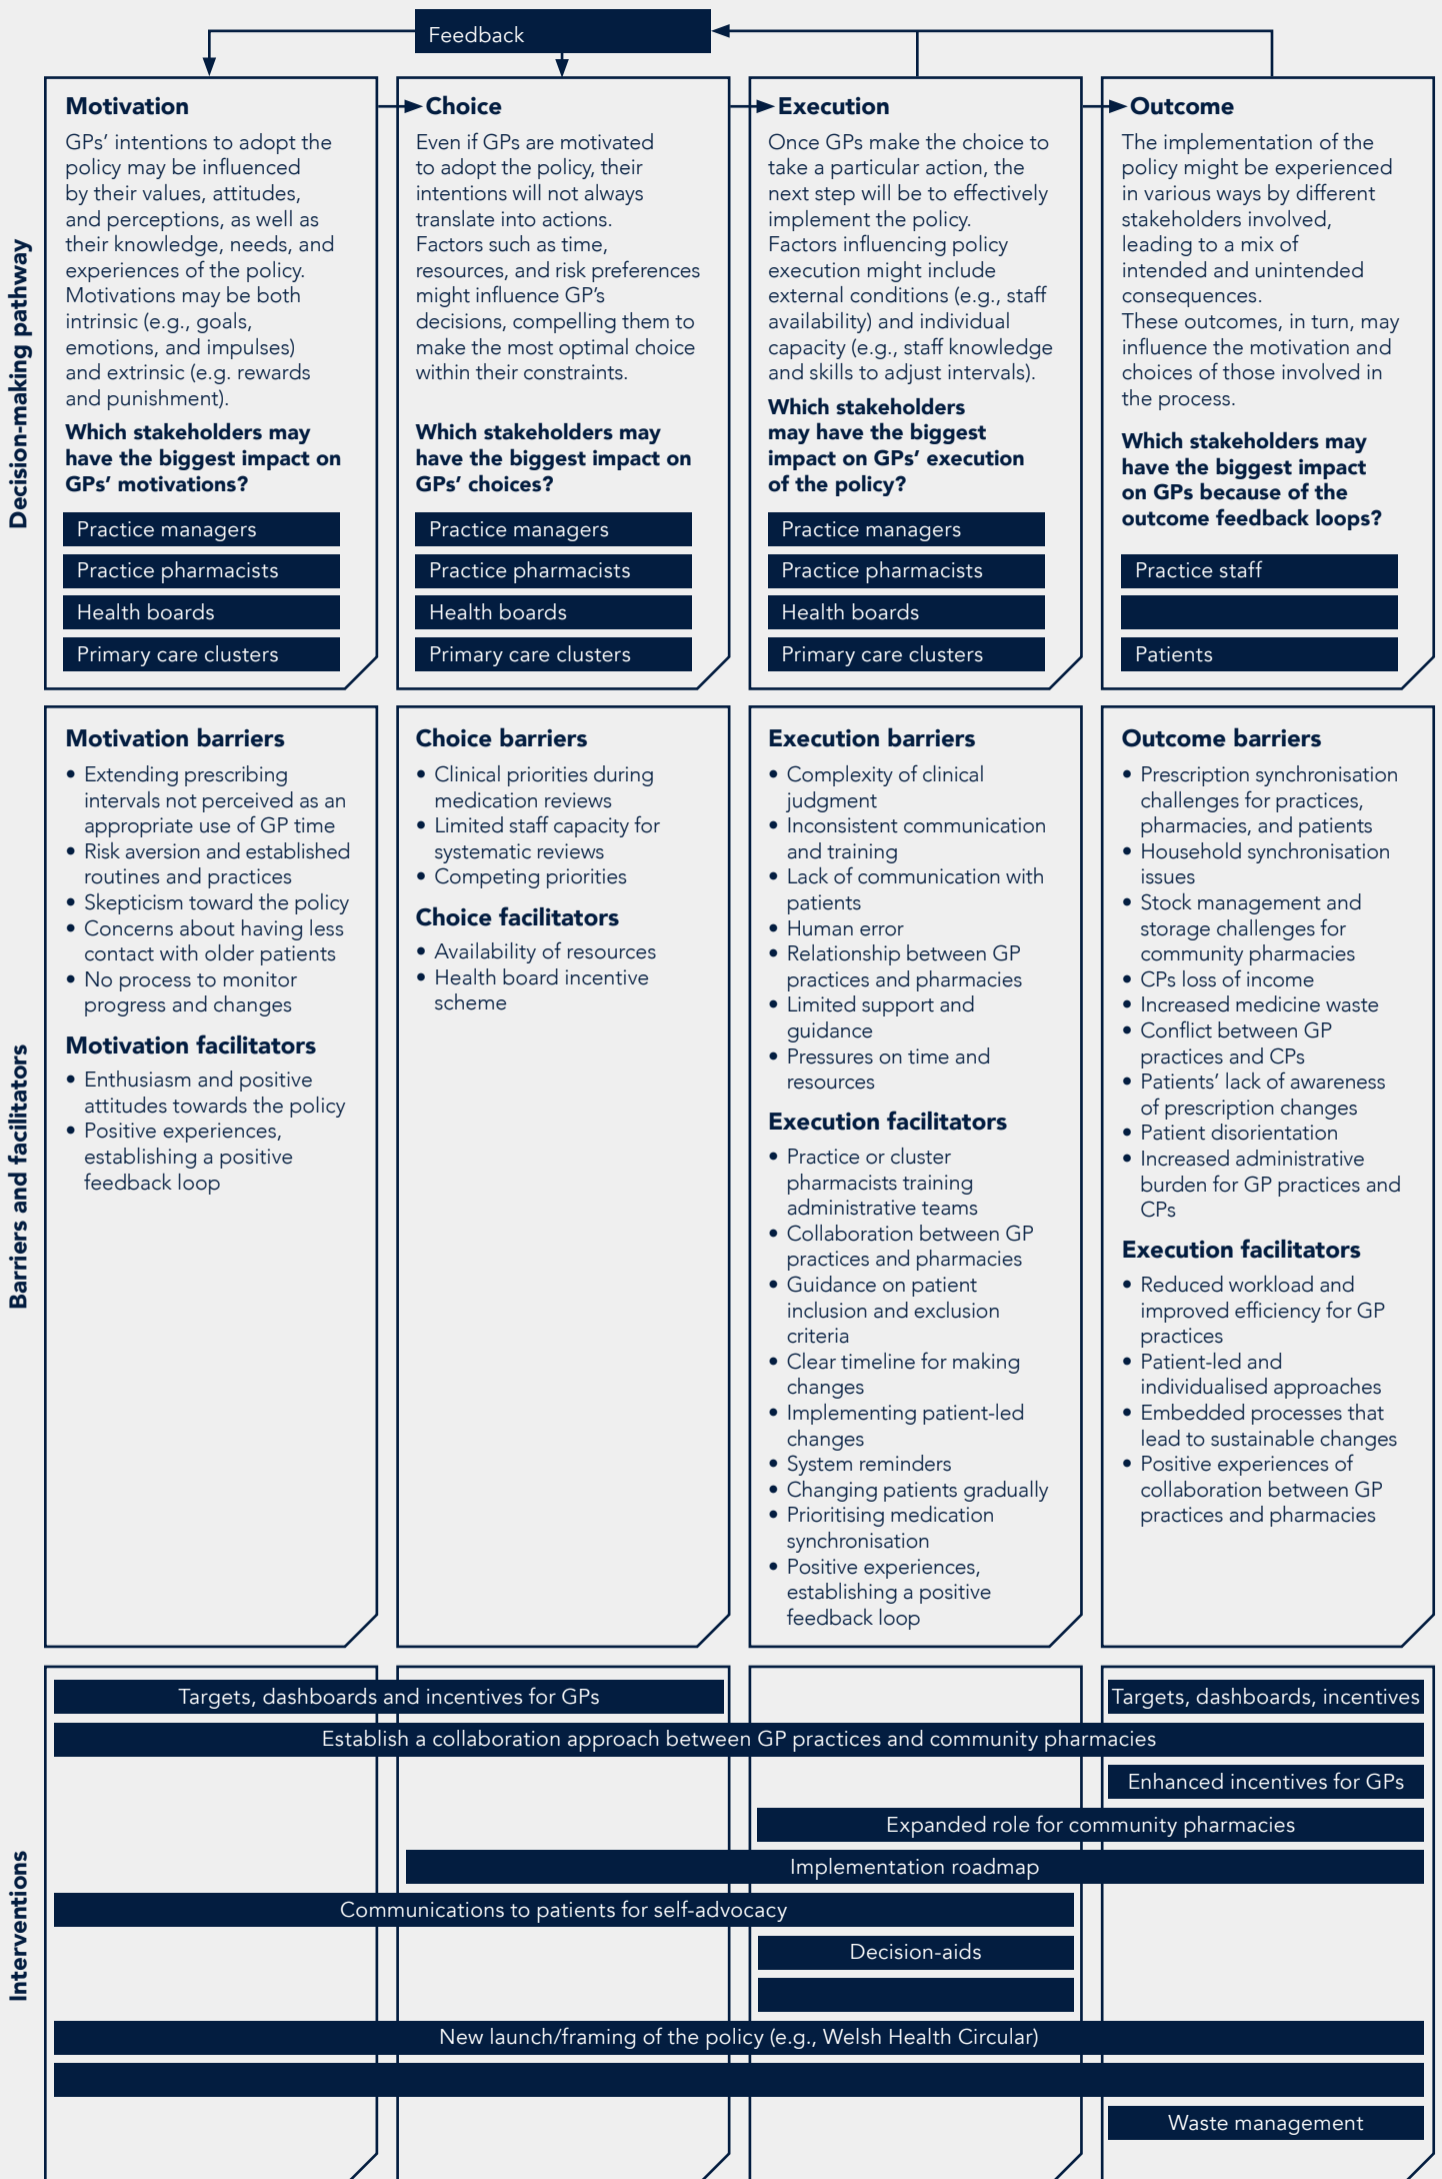 Feedback
Decision-making pathway
Motivation
GPs’ intentions to adopt the
policy may be influenced
by their values, attitudes,
and perceptions, as well as
their knowledge, needs, and
experiences of the policy.
Motivations may be both
intrinsic (e.g., goals,
emotions, and impulses)
and extrinsic (e.g. rewards
and punishment).
Which stakeholders may
have the biggest impact on
GPs’ motivations?
Practice managers
Practice pharmacists
Health boards
Primary care clusters
Choice
Even if GPs are motivated
to adopt the policy, their
intentions will not always
translate into actions.
Factors such as time,
resources, and risk preferences
might influence GP’s
decisions, compelling them to
make the most optimal choice
within their constraints.
Which stakeholders may
have the biggest impact on
GPs’ choices?
Practice managers
Practice pharmacists
Health boards
Primary care clusters
Execution
Once GPs make the choice to
take a particular action, the
next step will be to effectively
implement the policy.
Factors influencing policy
execution might include
external conditions (e.g., staff
availability) and individual
capacity (e.g., staff knowledge
and skills to adjust intervals).
Which stakeholders
may have the biggest
impact on GPs’ execution
of the policy?
Practice managers
Practice pharmacists
Health boards
Primary care clusters
Outcome
The implementation of the
policy might be experienced
in various ways by different
stakeholders involved,
leading to a mix of
intended and unintended
consequences.
These outcomes, in turn, may
influence the motivation and
choices of those involved in
the process.
Which stakeholders may
have the biggest impact
on GPs because of the
outcome feedback loops?
Practice staff
Patients
Barriers and facilitators
Motivation barriers
• Extending prescribing
intervals not perceived as an
appropriate use of GP time
• Risk aversion and established
routines and practices
• Skepticism toward the policy
• Concerns about having less
contact with older patients
• No process to monitor
progress and changes
Motivation facilitators
• Enthusiasm and positive
attitudes towards the policy
• Positive experiences,
establishing a positive
feedback loop
Choice barriers
• Clinical priorities during
medication reviews
• Limited staff capacity for
systematic reviews
• Competing priorities
Choice facilitators
• Availability of resources
• Health board incentive
scheme
Execution barriers
• Complexity of clinical
judgment
• Inconsistent communication
and training
• Lack of communication with
patients
• Human error
• Relationship between GP
practices and pharmacies
• Limited support and
guidance
• Pressures on time and
resources
Execution facilitators
• Practice or cluster
pharmacists training
administrative teams
• Collaboration between GP
practices and pharmacies
• Guidance on patient
inclusion and exclusion
criteria
• Clear timeline for making
changes
• Implementing patient-led
changes
• System reminders
• Changing patients gradually
• Prioritising medication
synchronisation
• Positive experiences,
establishing a positive
feedback loop
Outcome barriers
• Prescription synchronisation
challenges for practices,
pharmacies, and patients
• Household synchronisation
issues
• Stock management and
storage challenges for
community pharmacies
• CPs loss of income
• Increased medicine waste
• Conflict between GP
practices and CPs
• Patients’ lack of awareness
of prescription changes
• Patient disorientation
• Increased administrative
burden for GP practices and
CPs
Execution facilitators
• Reduced workload and
improved efficiency for GP
practices
• Patient-led and
individualised approaches
• Embedded processes that
lead to sustainable changes
• Positive experiences of
collaboration between GP
practices and pharmacies
Interventions
Targets, dashboards and incentives for GPs
Targets, dashboards, incentives
Establish a collaboration approach between GP practices and community pharmacies
Enhanced incentives for GPs
Expanded role for community pharmacies
Implementation roadmap
Communications to patients for self-advocacy
Decision-aids
New launch/framing of the policy (e.g., Welsh Health Circular)
Waste management